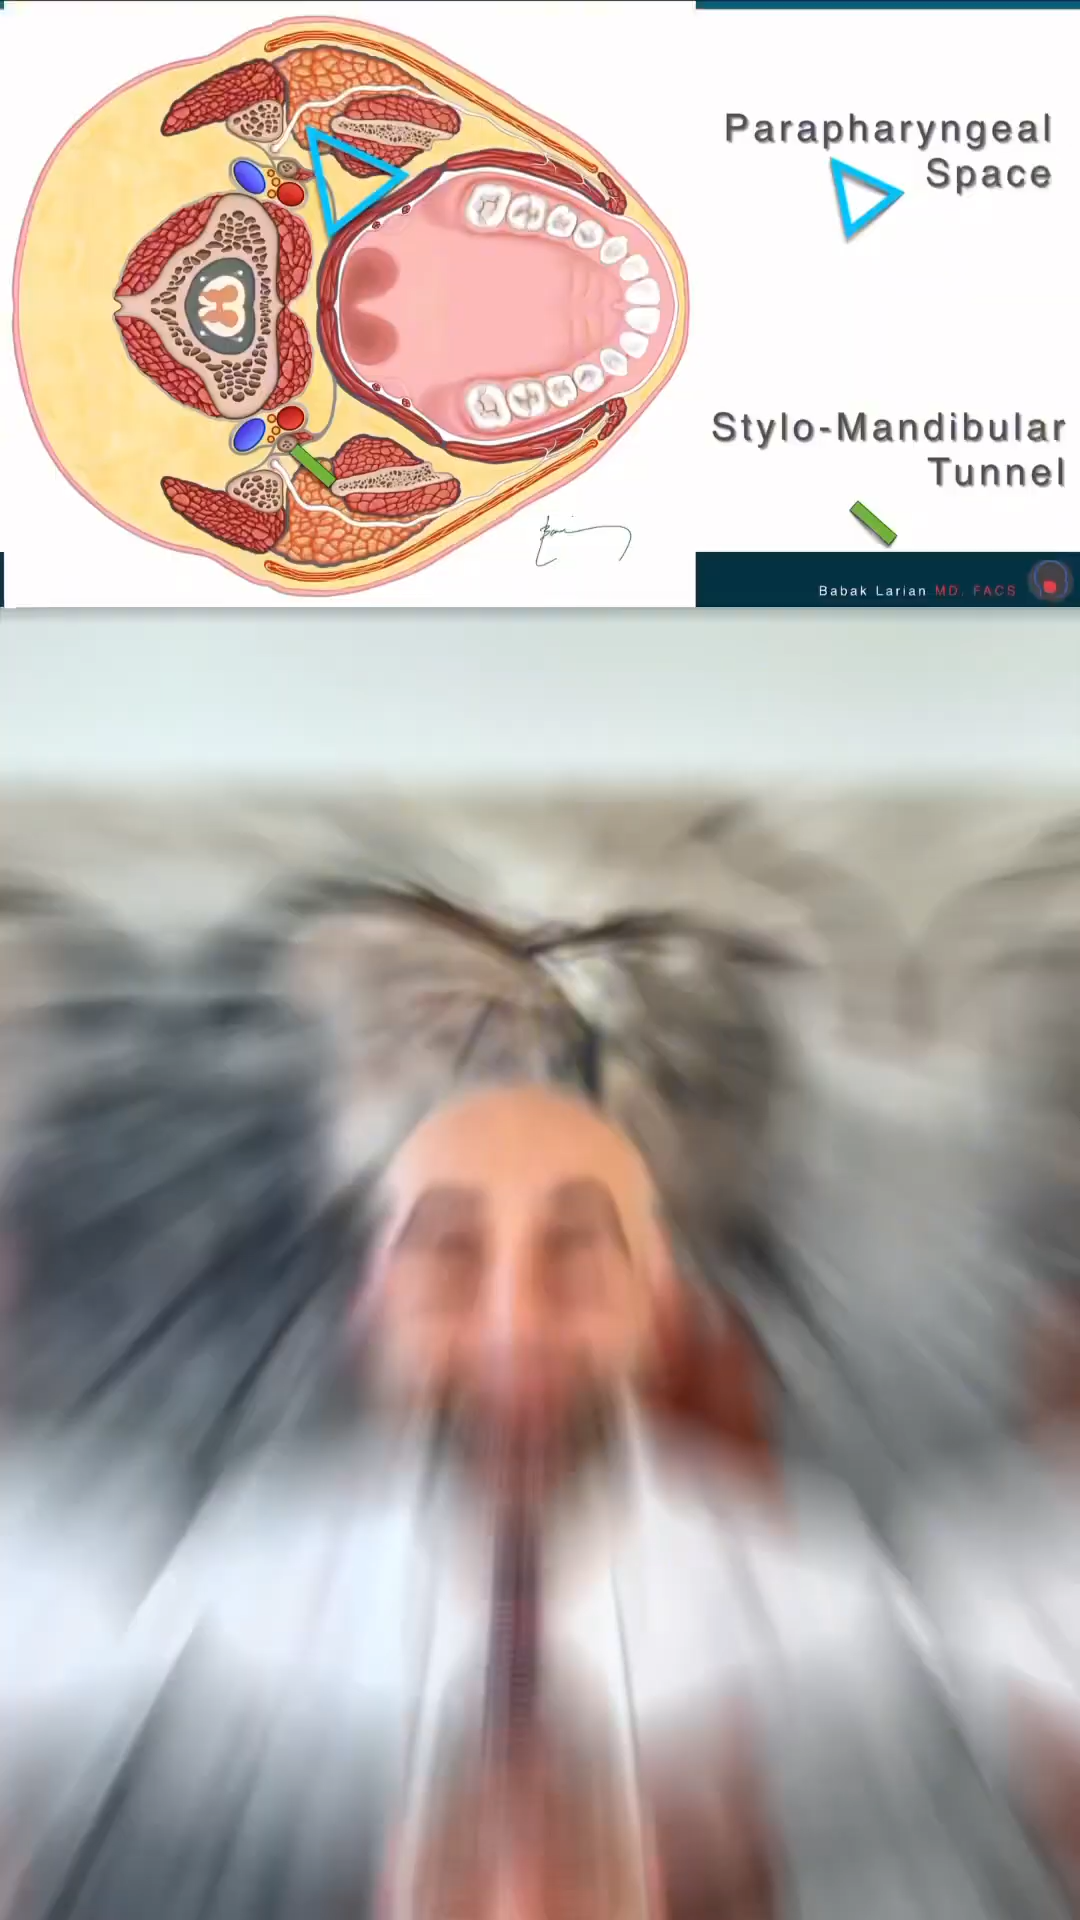 Parapharyngeal
Space
Stylo-Mandibular
Tunnel
Babak Larian MD. FACS